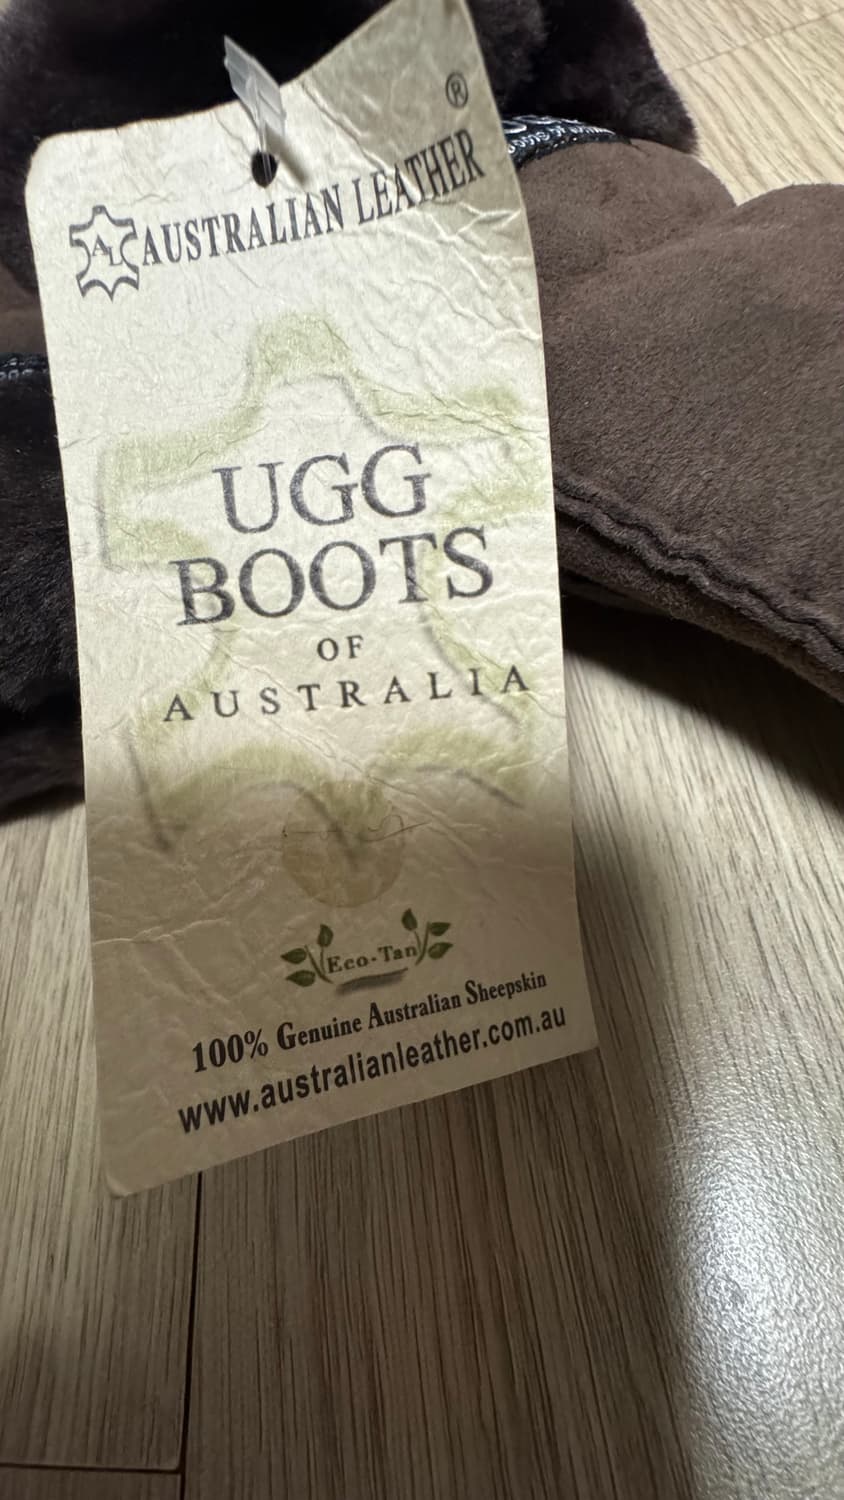 ®
AL AUSTRALIAN LEATHER
UGG
BOOTS
OF
AUSTRALIA
Eco-Tan
100% Genuine Australian Sheepskin
www.australianleather.com.au